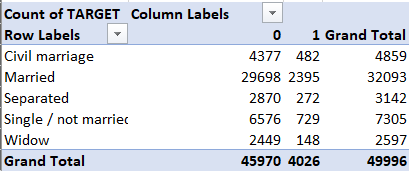 Count of TARGET Column Labels
Row Labels 0 1 Grand Total
Civil marriage 4377 482 4859
Married 29698 2395 32093
Separated 2870 272 3142
Single / not married 6576 729 7305
Widow 2449 148 2597
Grand Total 45970 4026 49996